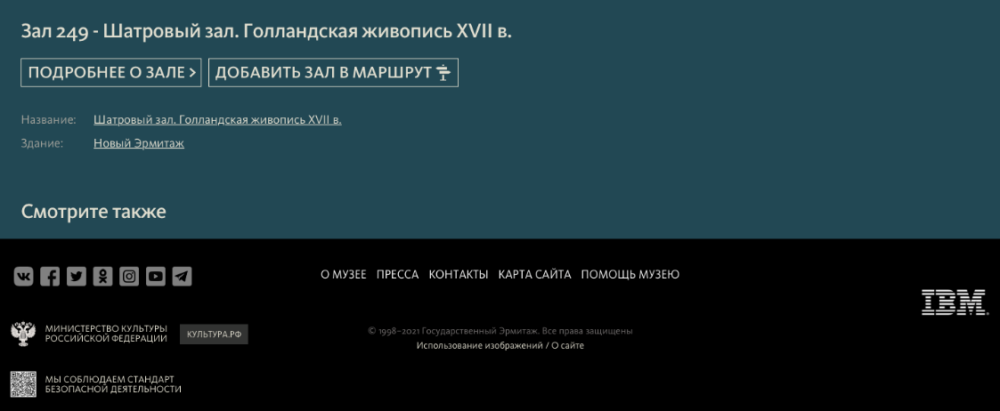 Зал 249 - Шатровый зал. Голландская живопись XVII в.
ПОДРОБНЕЕ О ЗАЛЕ > ДОБАВИТЬ ЗАЛ В МАРШРУТ
Название: Шатровый зал. Голландская живопись XVII в.
Здание: Новый Эрмитаж
Смотрите также
О МУЗЕЕ ПРЕССА КОНТАКТЫ КАРТА САЙТА ПОМОЩЬ МУЗЕЮ
IBM®
МИНИСТЕРСТВО КУЛЬТУРЫ
РОССИЙСКОЙ ФЕДЕРАЦИИ
КУЛЬТУРА.РФ
© 1998–2021 Государственный Эрмитаж. Все права защищены
Использование изображений / О сайте
МЫ СОБЛЮДАЕМ СТАНДАРТ
БЕЗОПАСНОЙ ДЕЯТЕЛЬНОСТИ